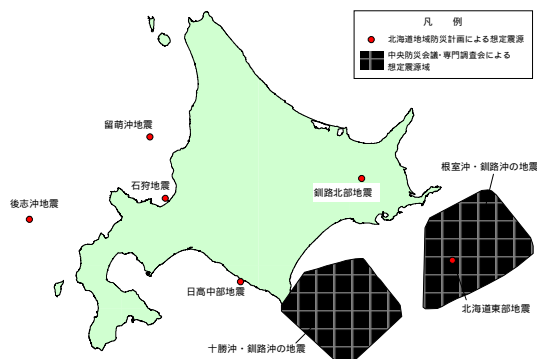 凡 例
北海道地域防災計画による想定震源
中央防災会議・専門調査会による
想定震源域
留萌沖地震
根室沖・釧路沖の地震
石狩地震
釧路北部地震
後志沖地震
日高中部地震
北海道東部地震
十勝沖・釧路沖の地震